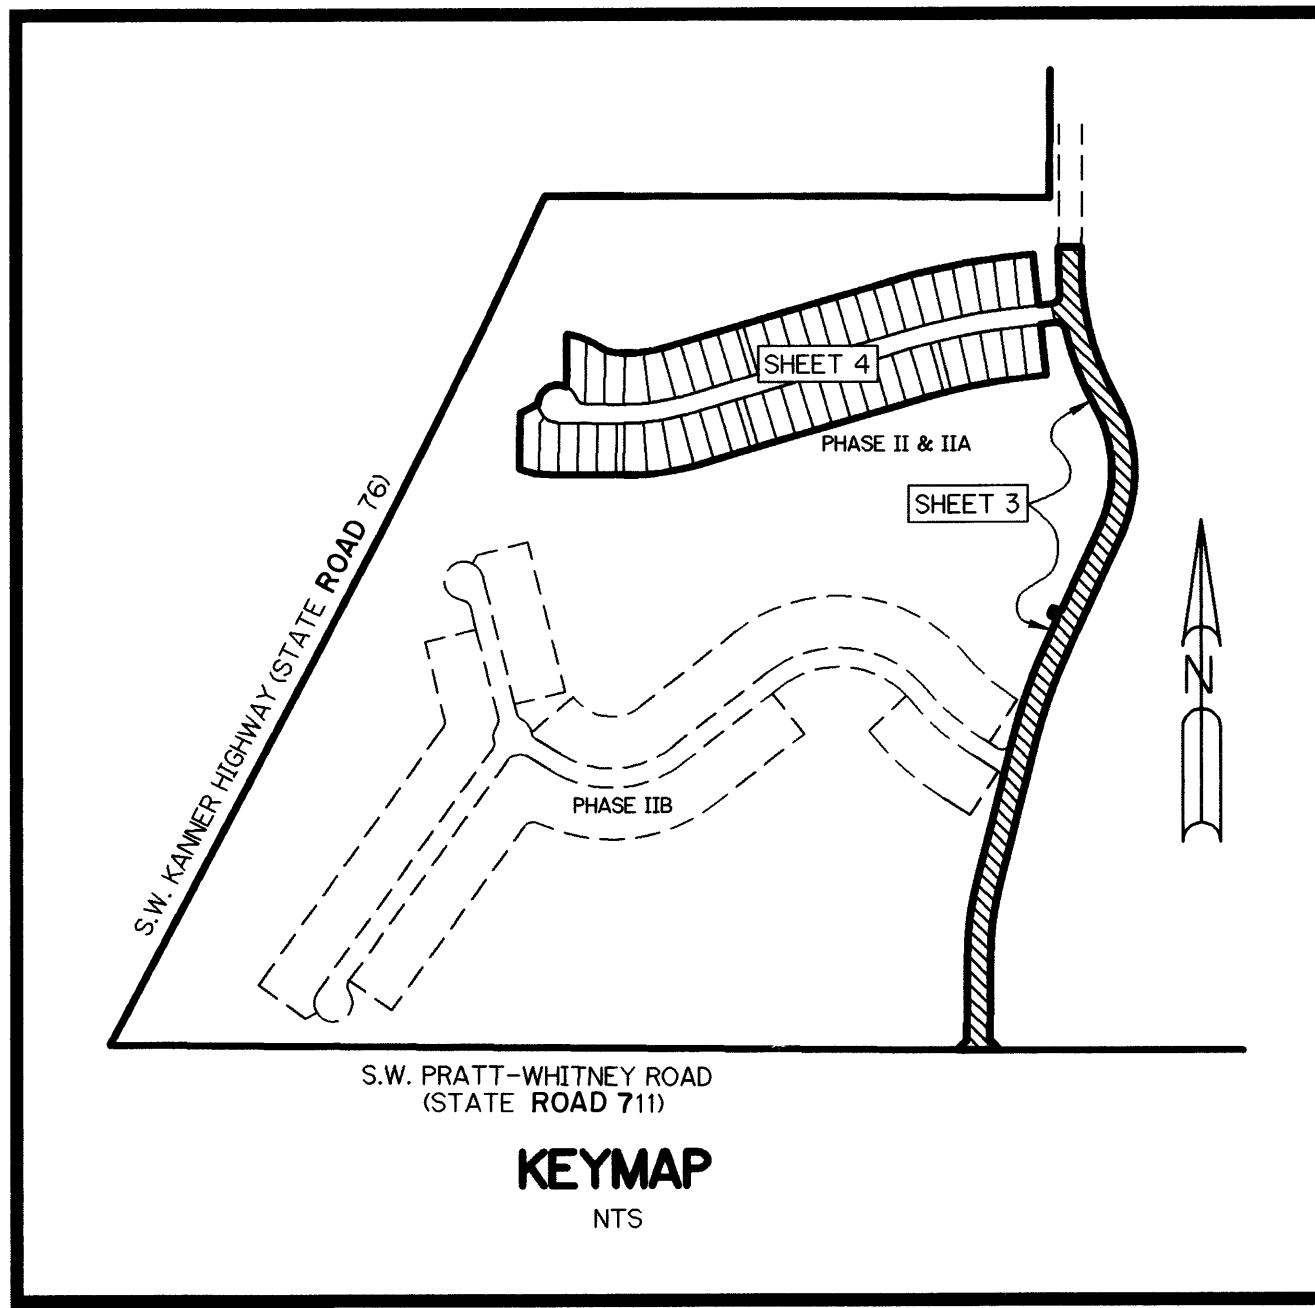 SHEET 4
PHASE II & IIA
SHEET 3
S.W. KANNER HIGHWAY (STATE ROAD 76)
N
PHASE IIB
S.W. PRATT-WHITNEY ROAD
(STATE ROAD 711)
KEYMAP
NTS